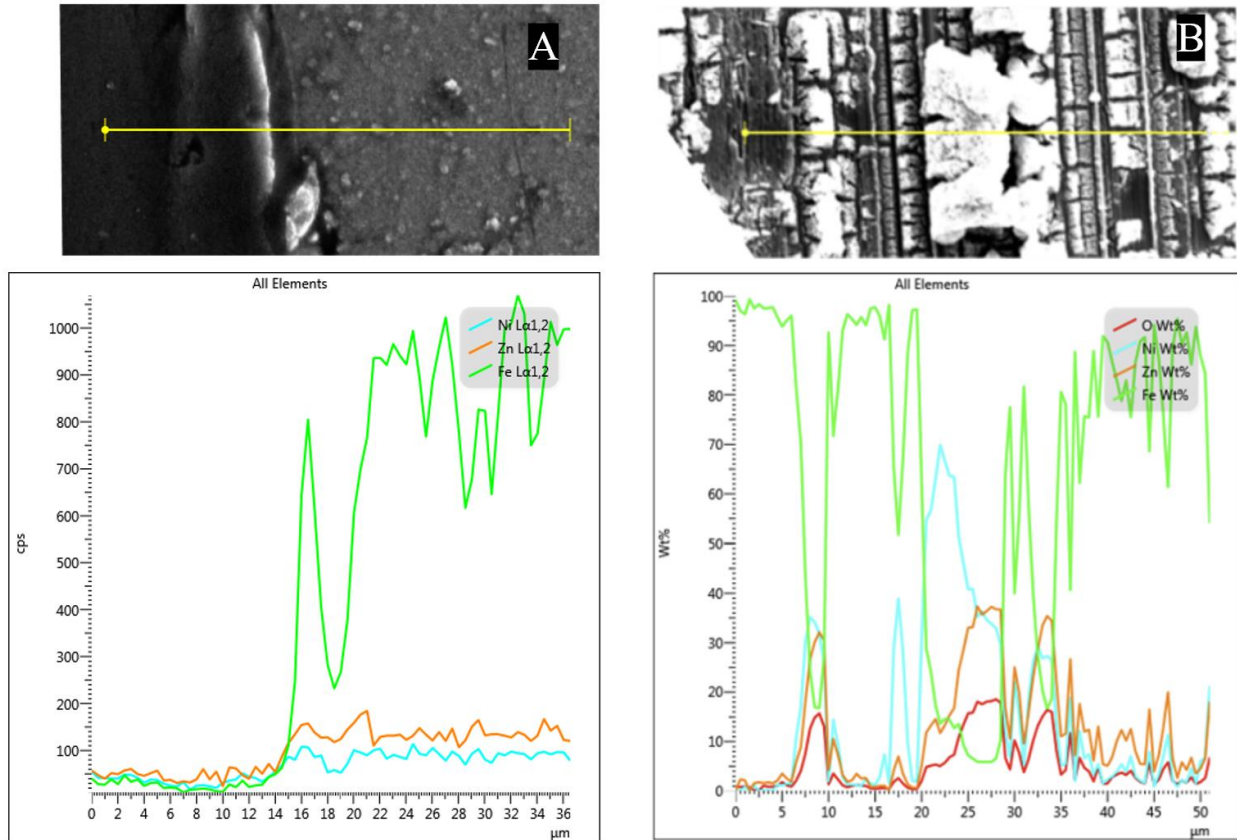 A
B
All Elements
Ni Lα1,2
Zn Lα1,2
Fe Lα1,2
1000
900
800
700
600
500
400
300
200
100
cps
0 2 4 6 8 10 12 14 16 18 20 22 24 26 28 30 32 34 36
µm
All Elements
O Wt%
Ni Wt%
Zn Wt%
Fe Wt%
100
90
80
70
60
50
40
30
20
10
0
Wt%
0 5 10 15 20 25 30 35 40 45 50
µm